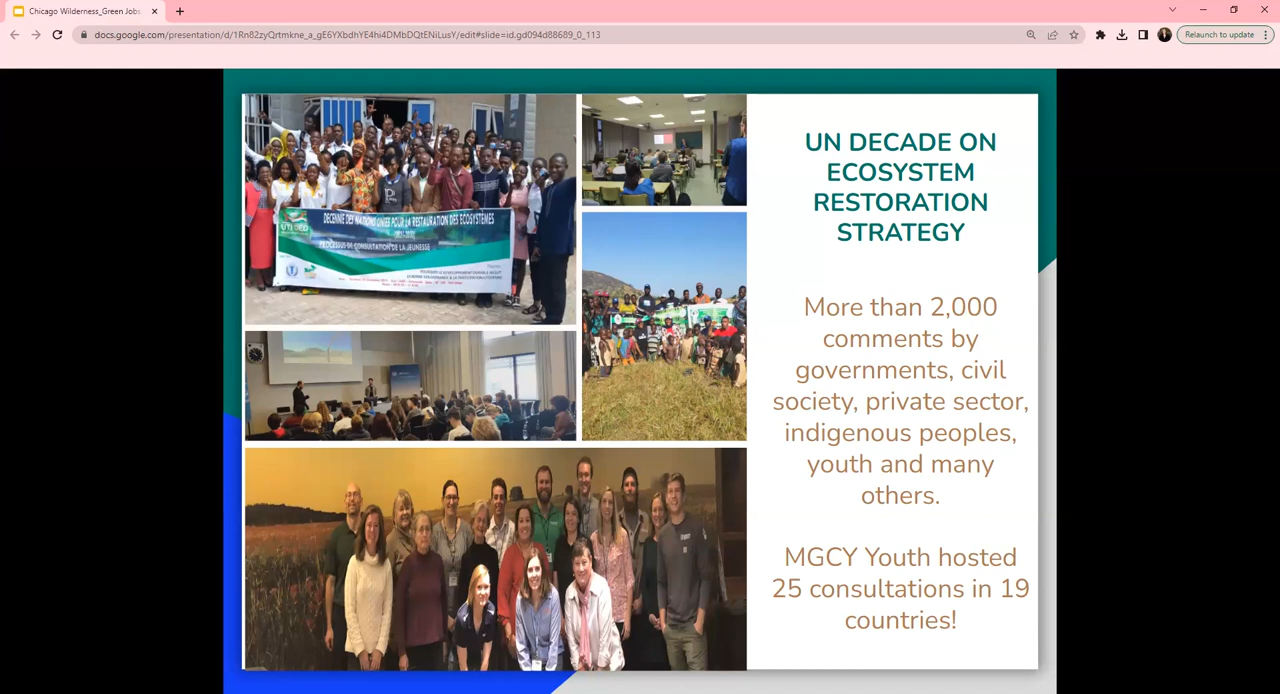 Chicago Wilderness_Green Jobs
docs.google.com/presentation/d/1Rn82zyQrtmkne_a_gE6YXbdhYE4hi4DMbDQtENiLusY/edit#slide=id.gd094d88689_0_113
Relaunch to update
DECENNIE DES NATIONS UNIES POUR LA RESTAURATION DES ECOSYSTEMES
PROCESSUS DE CONSULTATION DE LA JEUNESSE
UN DECADE ON
ECOSYSTEM
RESTORATION
STRATEGY
More than 2,000
comments by
governments, civil
society, private sector,
indigenous peoples,
youth and many
others.
MGCY Youth hosted
25 consultations in 19
countries!